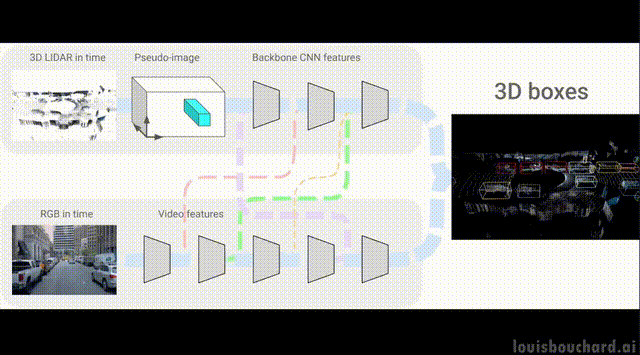 3D LIDAR in time
Pseudo-image
Backbone CNN features
3D boxes
RGB in time
Video features
louisbouchard.ai